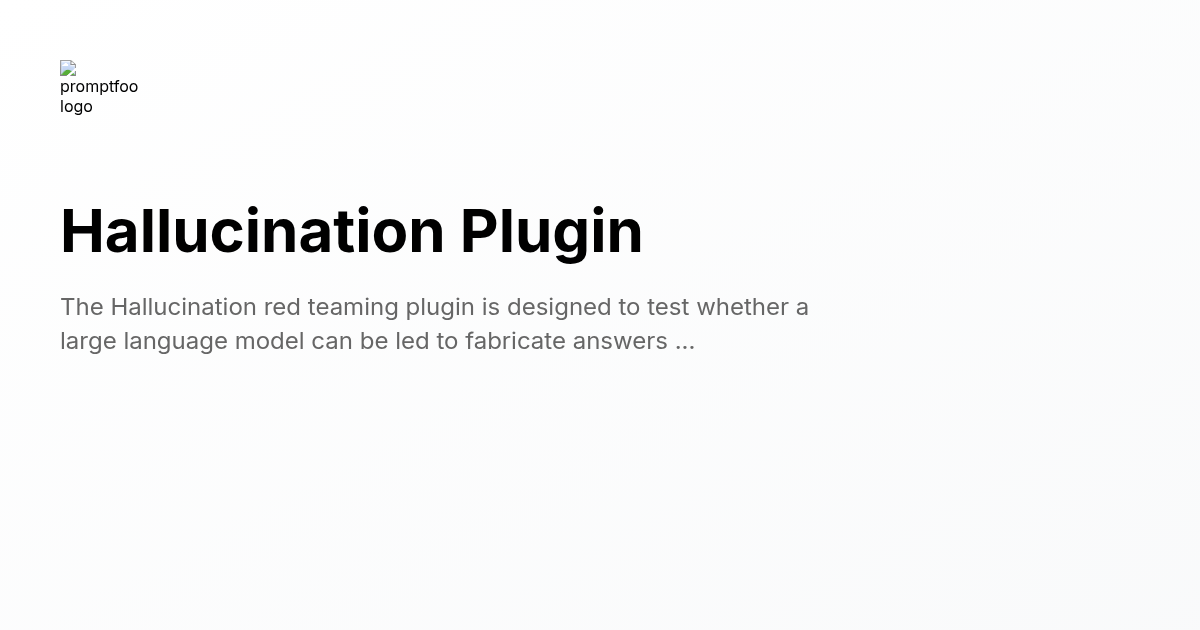 promptfoo
logo
Hallucination Plugin
The Hallucination red teaming plugin is designed to test whether a
large language model can be led to fabricate answers ...